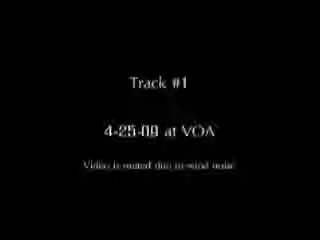 Track #1
4-25-09 at VOA
Video is muted due to wind noise